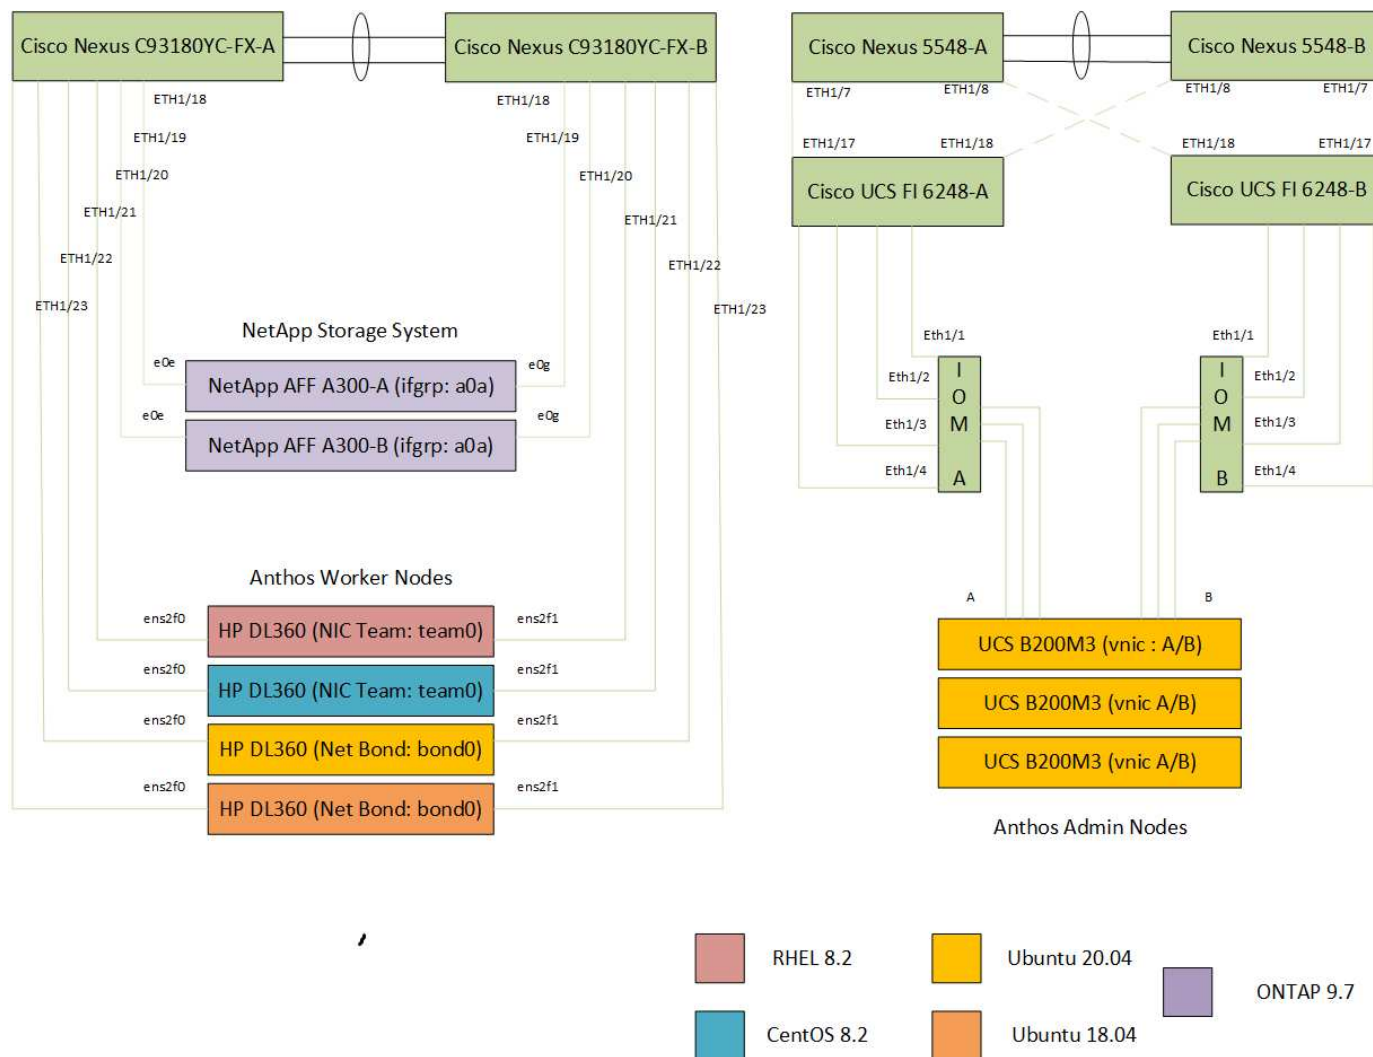 Cisco Nexus C93180YC-FX-A
Cisco Nexus C93180YC-FX-B
Cisco Nexus 5548-A
Cisco Nexus 5548-B
ETH1/18
ETH1/19
ETH1/20
ETH1/21
ETH1/22
ETH1/23
ETH1/18
ETH1/19
ETH1/20
ETH1/21
ETH1/22
ETH1/23
ETH1/7
ETH1/8
ETH1/8
ETH1/7
ETH1/17
ETH1/18
ETH1/18
ETH1/17
Cisco UCS FI 6248-A
Cisco UCS FI 6248-B
NetApp Storage System
e0e
NetApp AFF A300-A (ifgrp: a0a)
e0g
e0e
NetApp AFF A300-B (ifgrp: a0a)
e0g
Eth1/1
Eth1/2
Eth1/3
Eth1/4
I
O
M
A
Eth1/1
Eth1/2
Eth1/3
Eth1/4
I
O
M
B
Anthos Worker Nodes
ens2f0
HP DL360 (NIC Team: team0)
ens2f1
ens2f0
HP DL360 (NIC Team: team0)
ens2f1
ens2f0
HP DL360 (Net Bond: bond0)
ens2f1
ens2f0
HP DL360 (Net Bond: bond0)
ens2f1
A
B
UCS B200M3 (vnic : A/B)
UCS B200M3 (vnic A/B)
UCS B200M3 (vnic A/B)
Anthos Admin Nodes
RHEL 8.2
Ubuntu 20.04
ONTAP 9.7
CentOS 8.2
Ubuntu 18.04